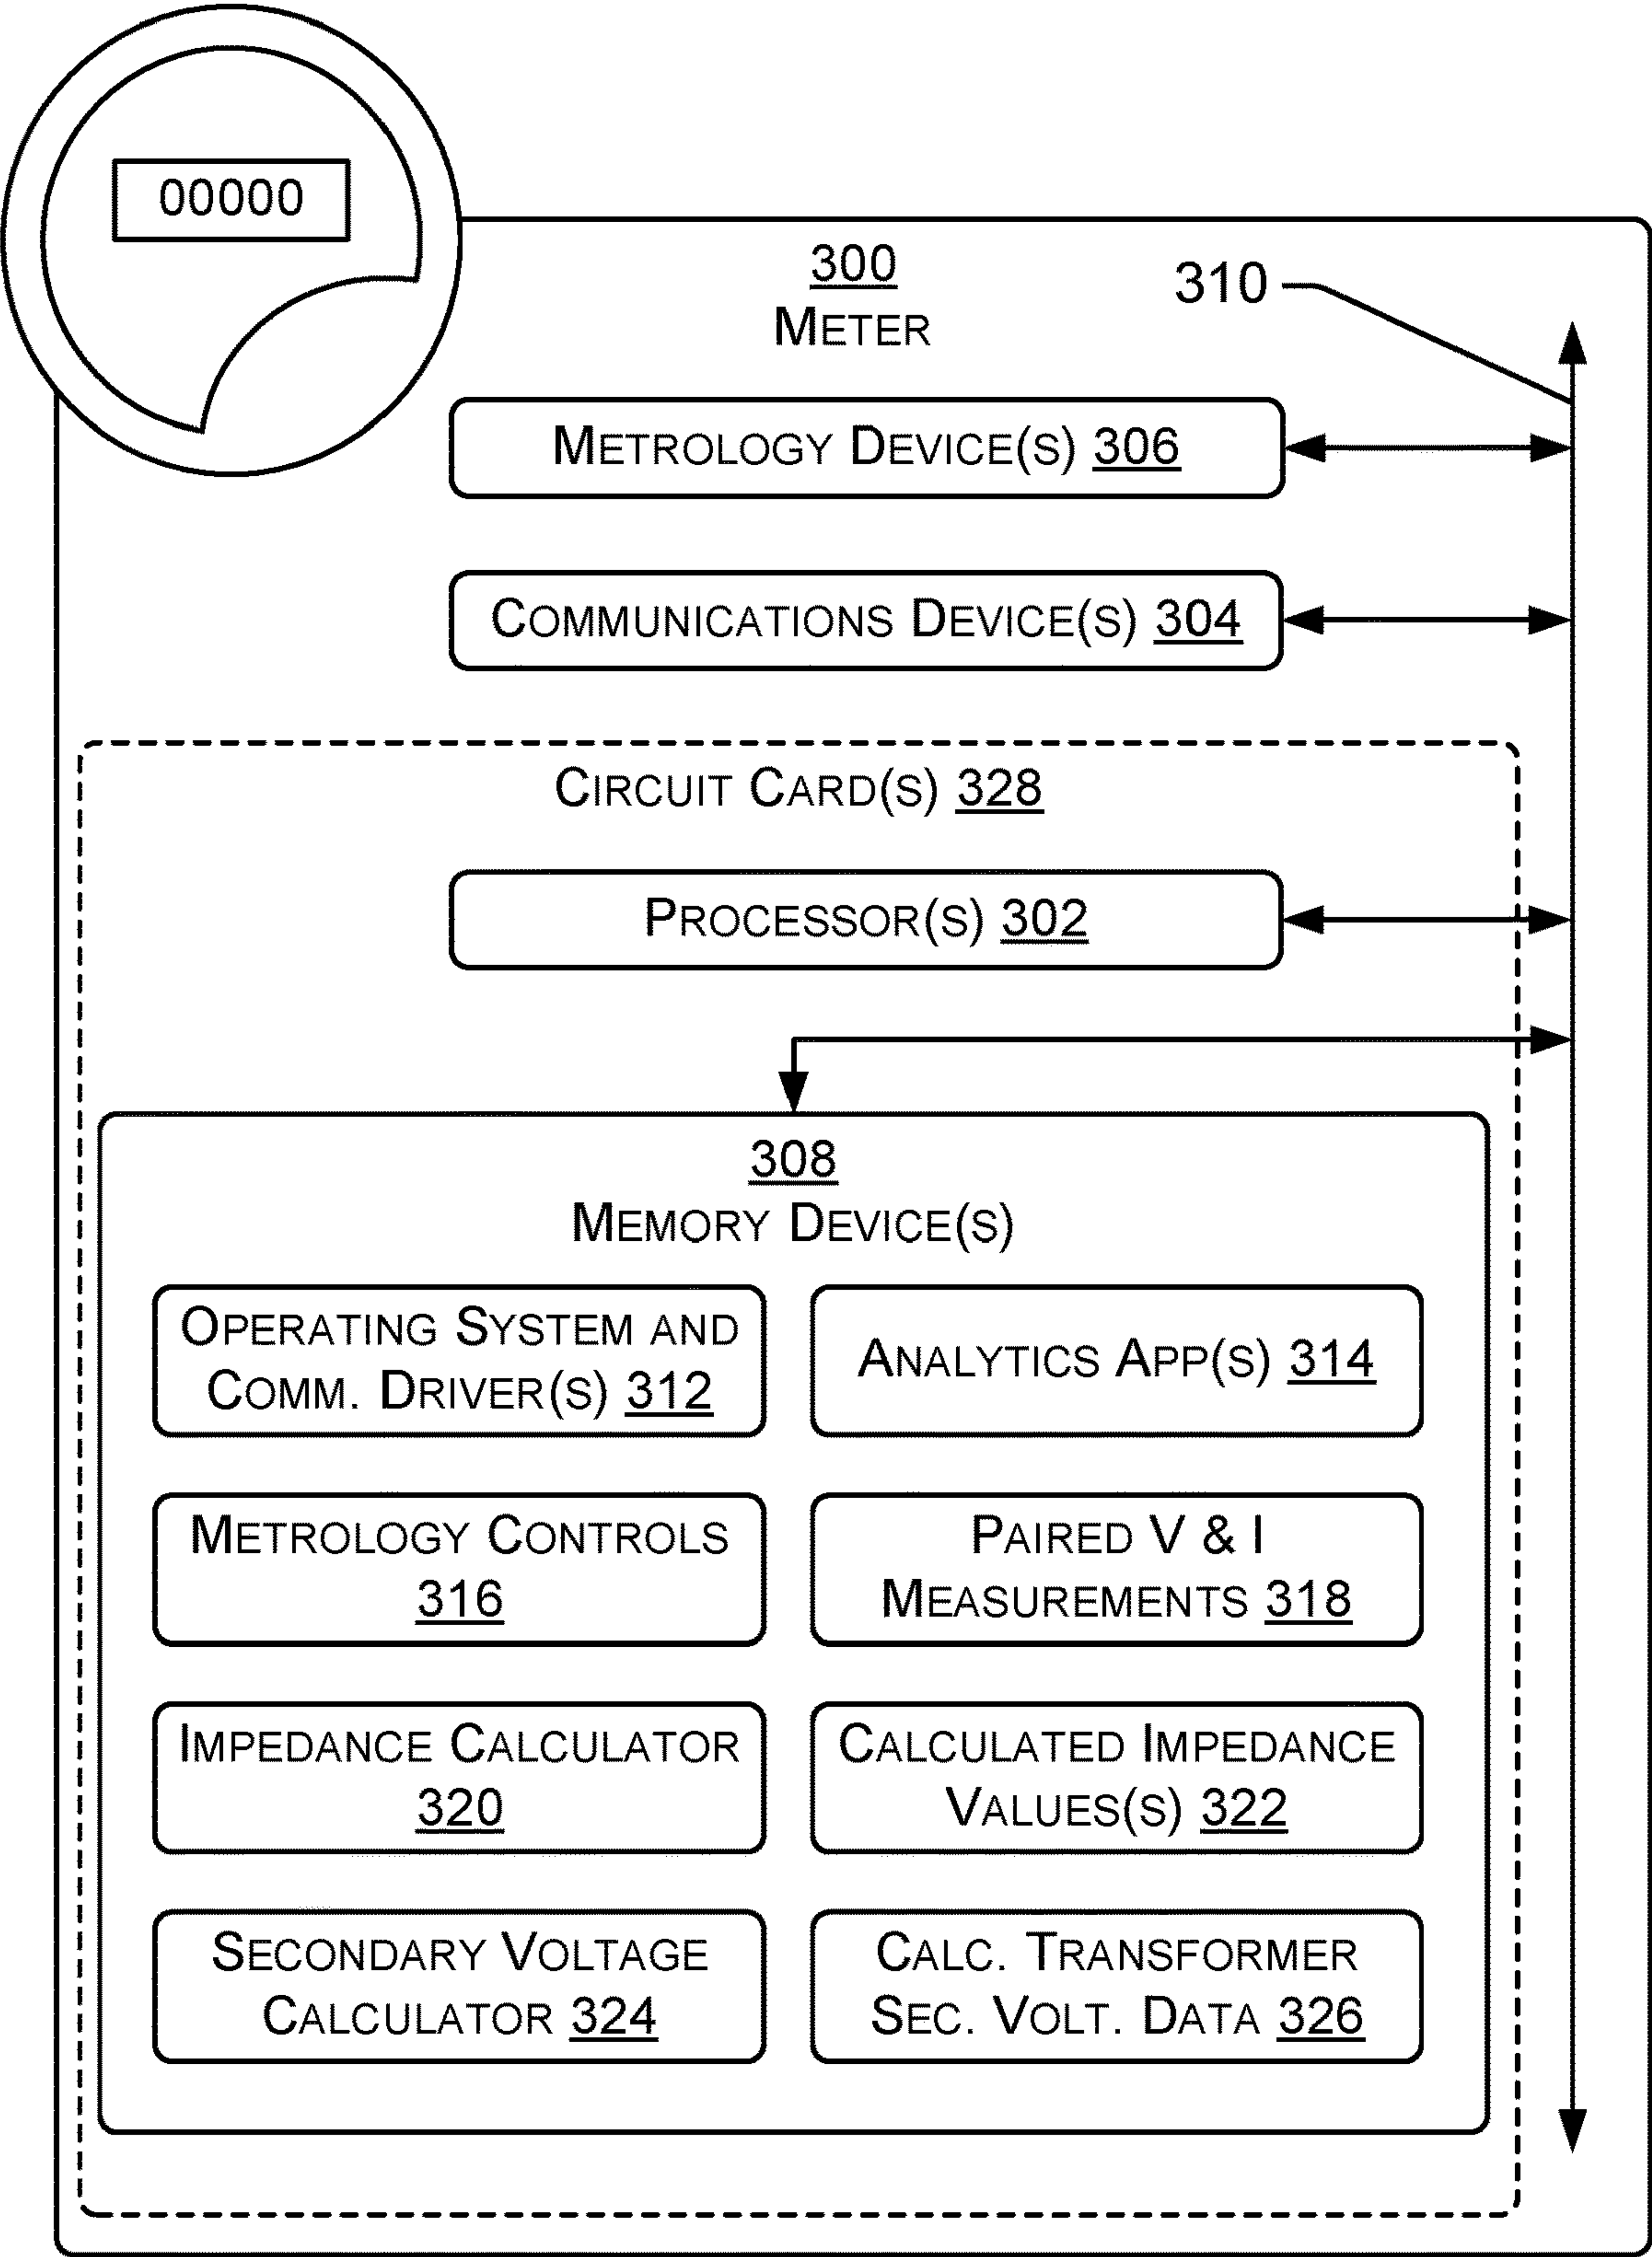 00000
300
METER
310
METROLOGY DEVICE(S) 306
COMMUNICATIONS DEVICE(S) 304
CIRCUIT CARD(S) 328
PROCESSOR(S) 302
308
MEMORY DEVICE(S)
OPERATING SYSTEM AND
COMM. DRIVER(S) 312
ANALYTICS APP(S) 314
METROLOGY CONTROLS
316
PAIRED V & I
MEASUREMENTS 318
IMPEDANCE CALCULATOR
320
CALCULATED IMPEDANCE
VALUES(S) 322
SECONDARY VOLTAGE
CALCULATOR 324
CALC. TRANSFORMER
SEC. VOLT. DATA 326